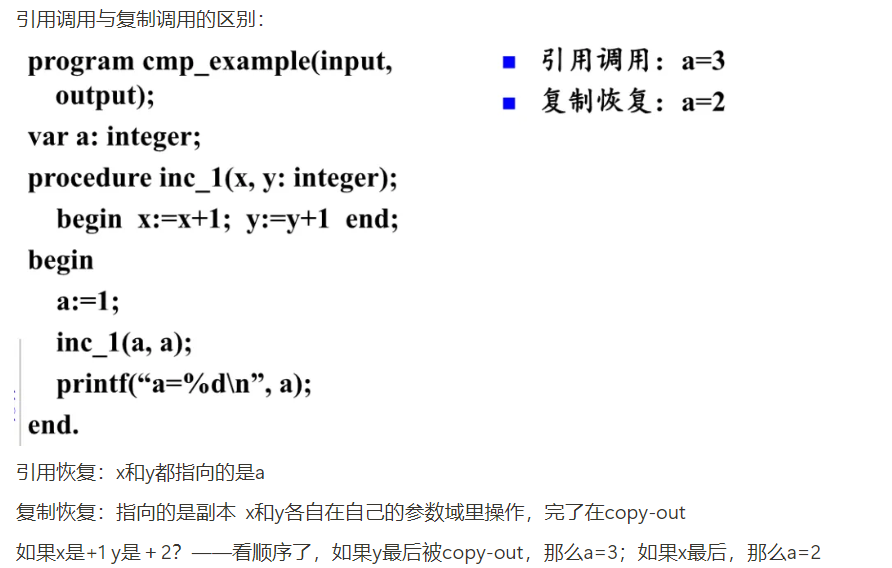 引用调用与复制调用的区别：
program cmp_example(input,
output);
var a: integer;
procedure inc_1(x, y: integer);
begin x:=x+1; y:=y+1 end;
begin
a:=1;
inc_1(a, a);
printf(“a=%d\n”, a);
end.
■ 引用调用：a=3
■ 复制恢复：a=2
引用恢复：x和y都指向的是a
复制恢复：指向的是副本 x和y各自在自己的参数域里操作，完了在copy-out
如果x是+1 y是＋2？——看顺序了，如果y最后被copy-out，那么a=3；如果x最后，那么a=2